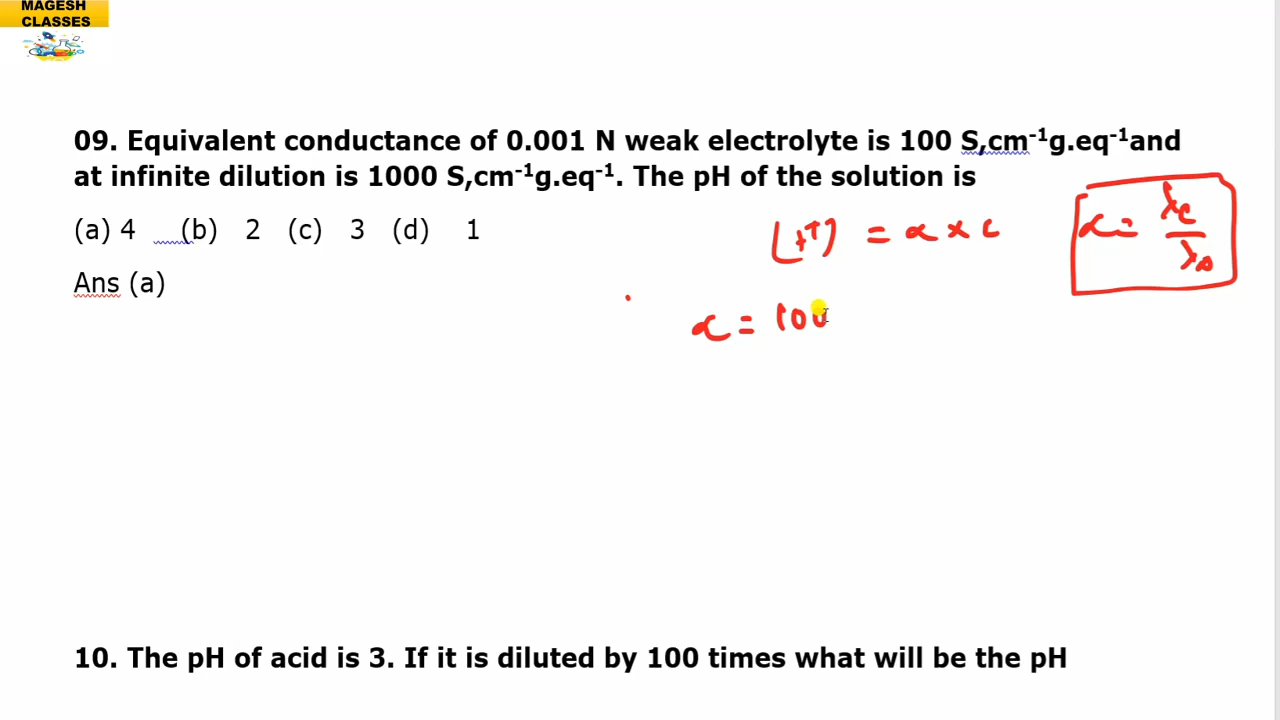 MAGESH
CLASSES
09. Equivalent conductance of 0.001 N weak electrolyte is 100 S,cm⁻¹g.eq⁻¹and
at infinite dilution is 1000 S,cm⁻¹g.eq⁻¹. The pH of the solution is
(a) 4 (b) 2 (c) 3 (d) 1
[H⁺] = α × c
α = λc / λ∞
Ans (a)
α = 100
10. The pH of acid is 3. If it is diluted by 100 times what will be the pH